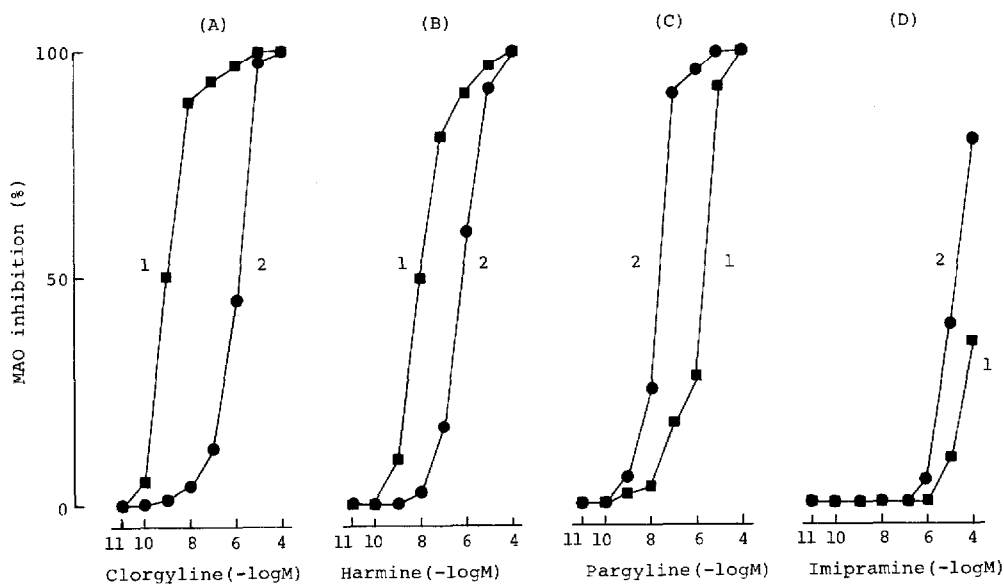 (A) (B) (C) (D)
100
50
0
MAO inhibition (%)
1 2
1 2
2 1
2 1
11 10 8 6 4
11 10 8 6 4
11 10 8 6 4
11 10 8 6 4
Clorgyline(-logM) Harmine(-logM) Pargyline(-logM) Imipramine(-logM)